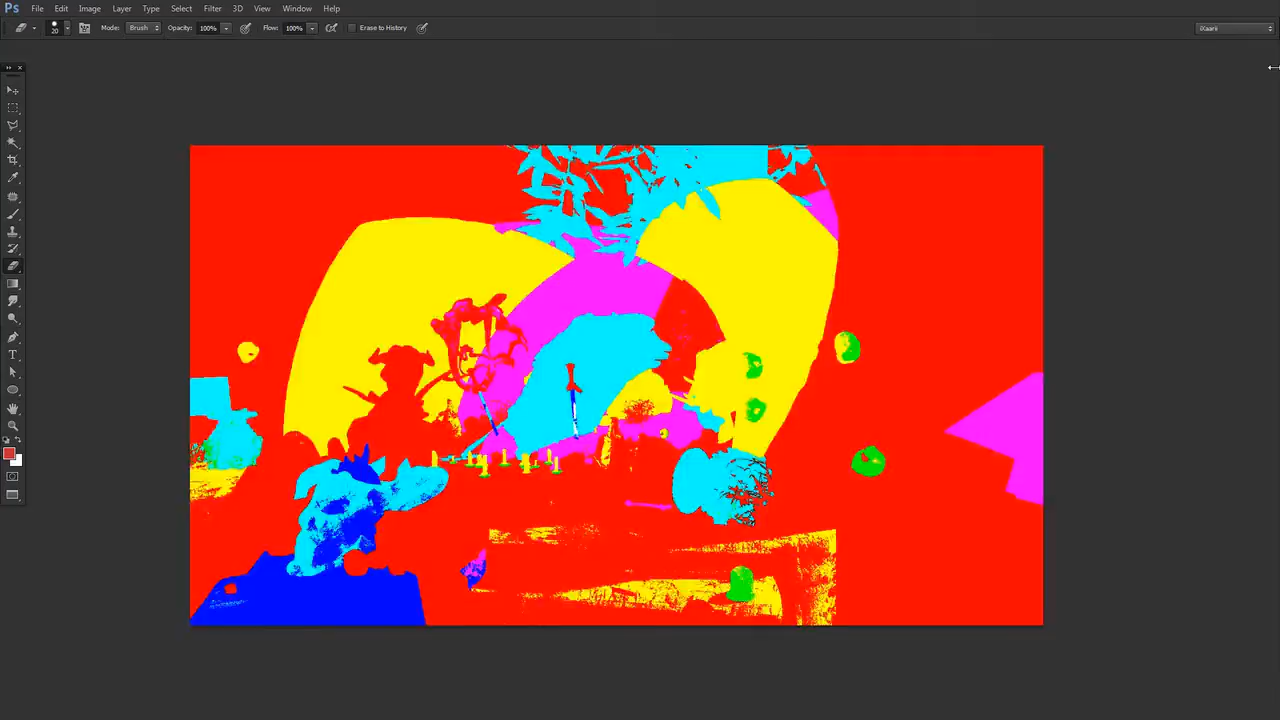 Ps File Edit Image Layer Type Select Filter 3D View Window Help
20 Mode: Brush Opacity: 100% Flow: 100% Erase to History